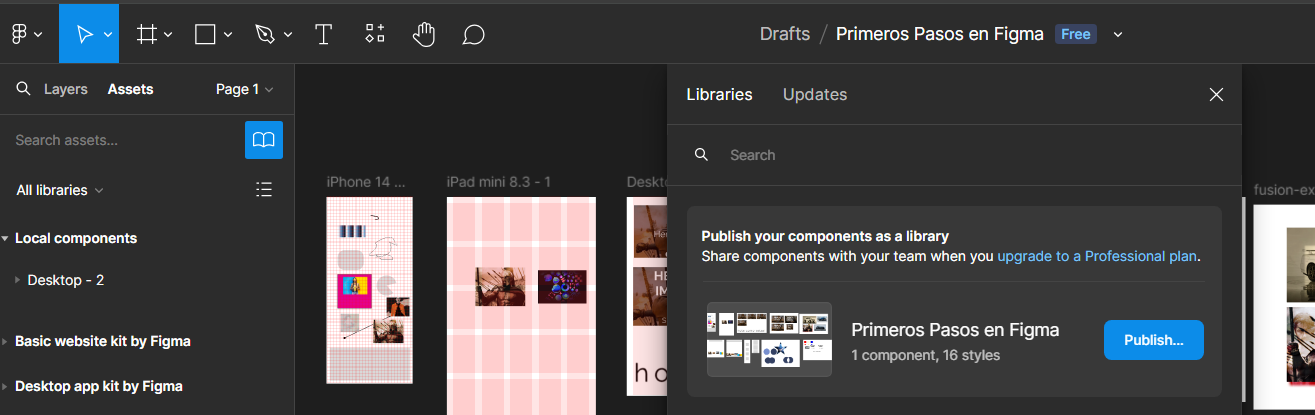 Drafts / Primeros Pasos en Figma Free
Layers Assets Page 1
Search assets...
All libraries
Local components
Desktop - 2
Basic website kit by Figma
Desktop app kit by Figma
iPhone 14 ...
iPad mini 8.3 - 1
Deskto
fusion-ex
ho
Libraries Updates
Search
Publish your components as a library
Share components with your team when you upgrade to a Professional plan.
Primeros Pasos en Figma
1 component, 16 styles
Publish...